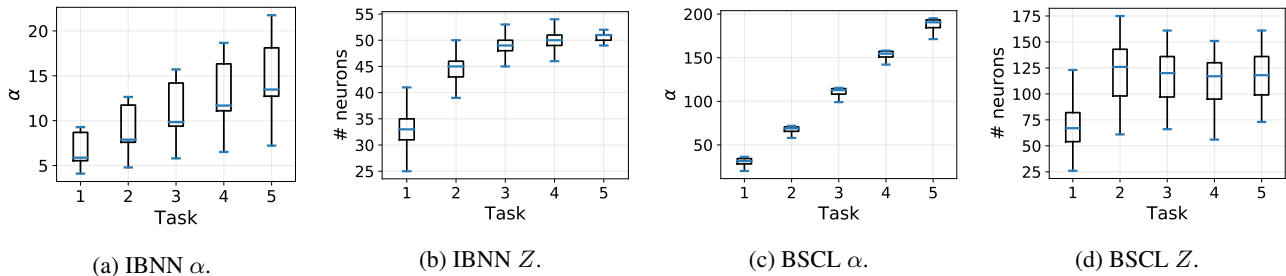 20
15
10
5
α
1 2 3 4 5
Task
(a) IBNN α.
55
50
45
40
35
30
25
# neurons
1 2 3 4 5
Task
(b) IBNN Z.
200
150
100
50
α
1 2 3 4 5
Task
(c) BSCL α.
175
150
125
100
75
50
25
# neurons
1 2 3 4 5
Task
(d) BSCL Z.